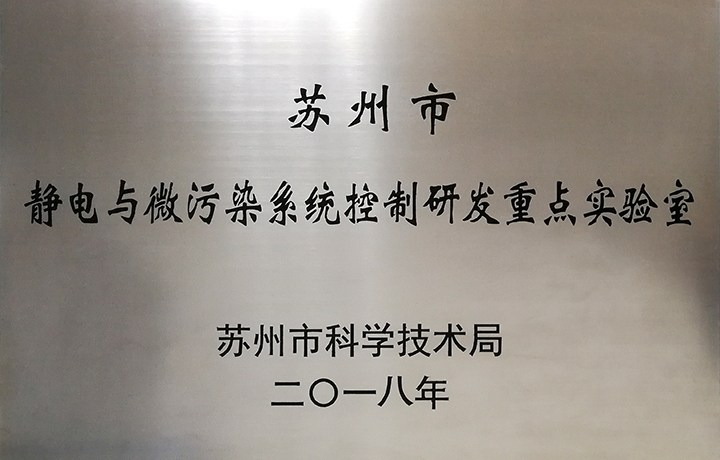 苏州市
静电与微污染系统控制研发重点实验室
苏州市科学技术局
二〇一八年